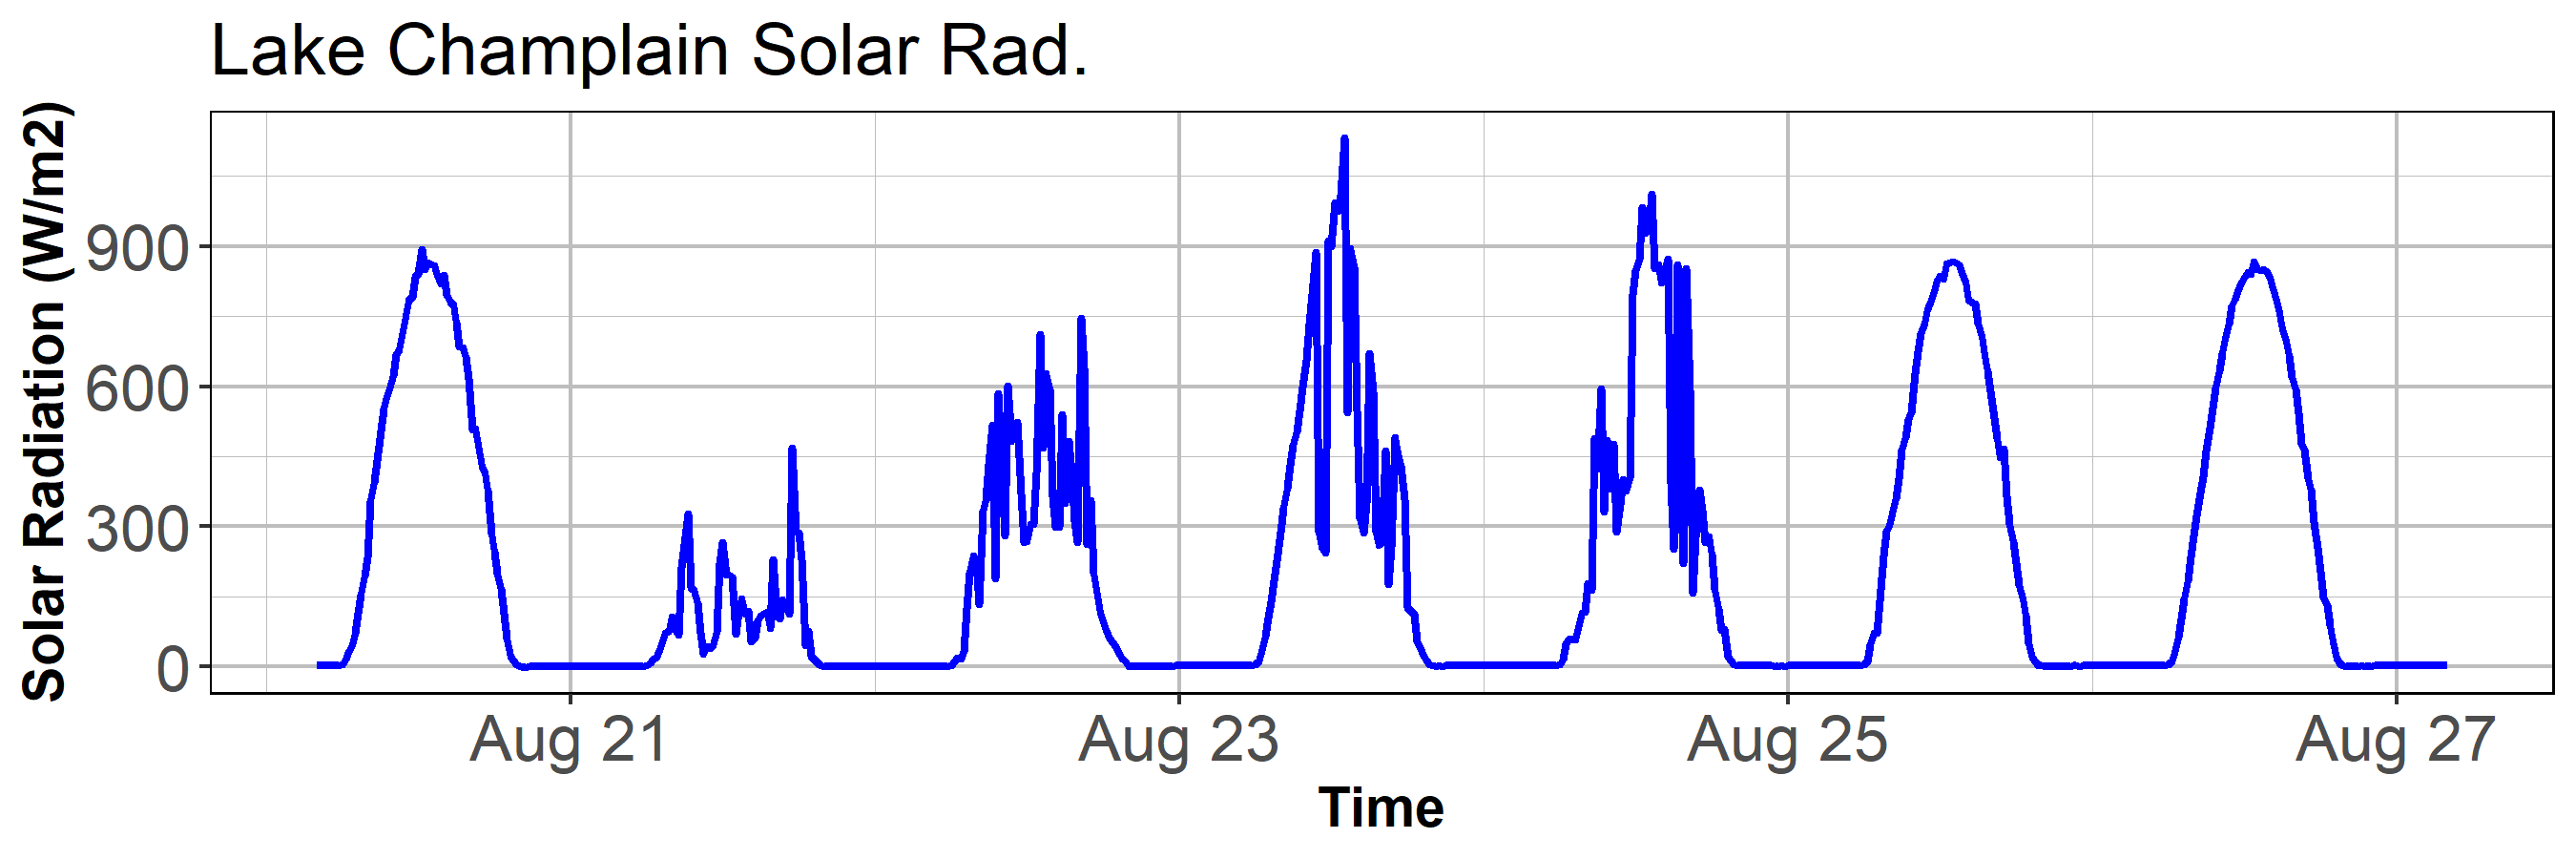 Lake Champlain Solar Rad.
Solar Radiation (W/m2)
900
600
300
0
Aug 21 Aug 23 Aug 25 Aug 27
Time